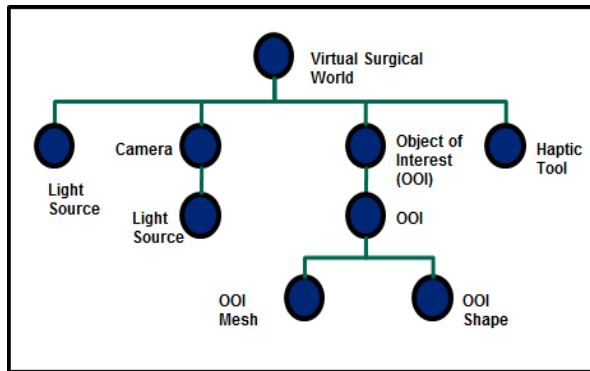 Virtual Surgical
World
Light
Source
Camera
Light
Source
Object of
Interest
(OOI)
OOI
Haptic
Tool
OOI
Mesh
OOI
Shape